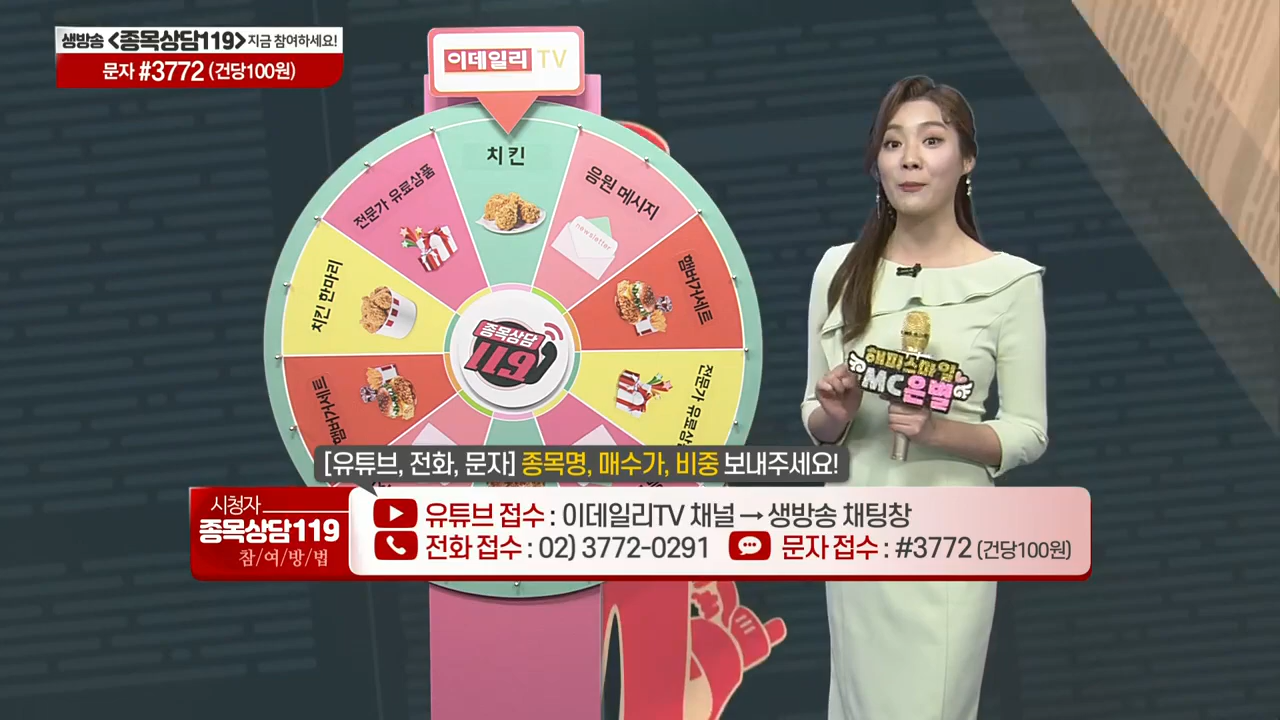 생방송 <종목상담119> 지금 참여하세요!
문자 #3772 (건당100원)
이데일리 TV
치킨
응원 메시지
newsletter
햄버거세트
전문가 유료상
전문가 유료상품
치킨 한마리
햄버거세트
종목상담
119
해피스마일
MC은별
[유튜브, 전화, 문자] 종목명, 매수가, 비중 보내주세요!
시청자
종목상담119
참/여/방/법
유튜브 접수 : 이데일리TV 채널 → 생방송 채팅창
전화 접수 : 02) 3772-0291
문자 접수 : #3772 (건당100원)